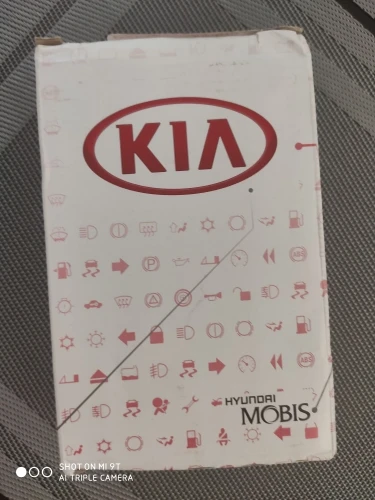 KIA
HYUNDAI
MOBIS
SHOT ON MI 9T
AI TRIPLE CAMERA